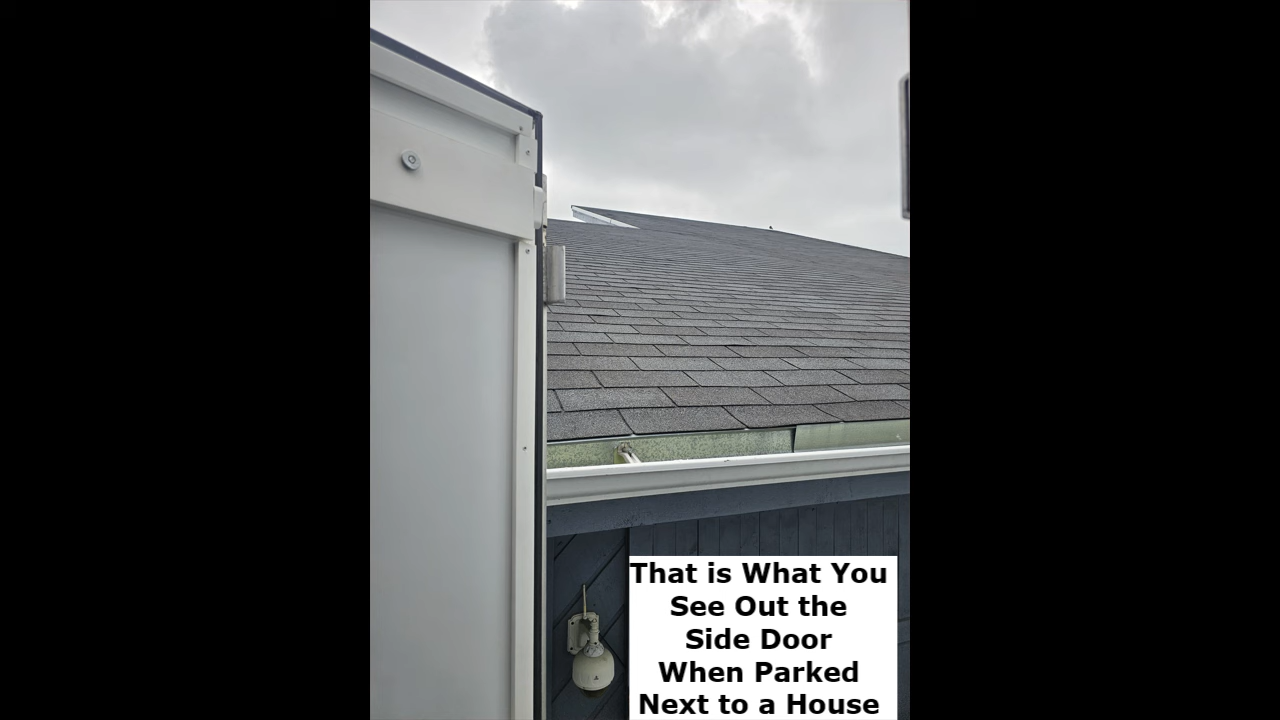 That is What You
See Out the
Side Door
When Parked
Next to a House